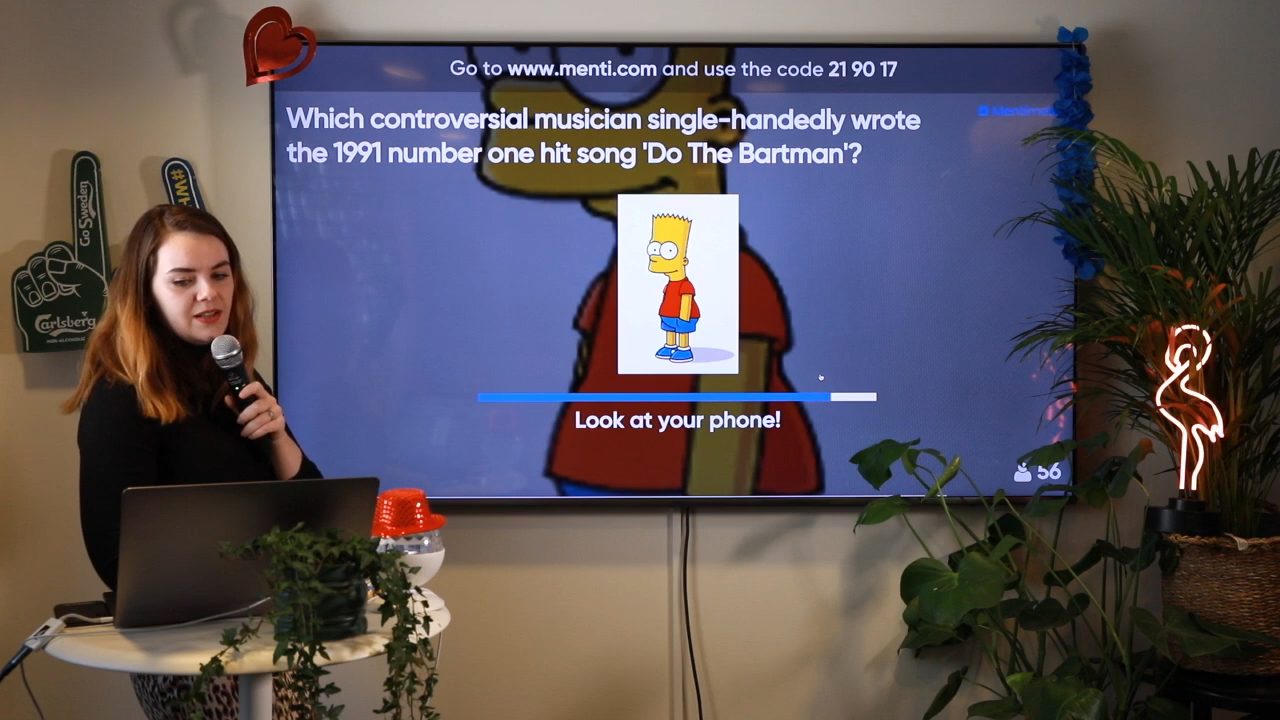 Go to www.menti.com and use the code 21 90 17
Which controversial musician single-handedly wrote
the 1991 number one hit song 'Do The Bartman'?
Look at your phone!
56
Go Sweden
Carlsberg